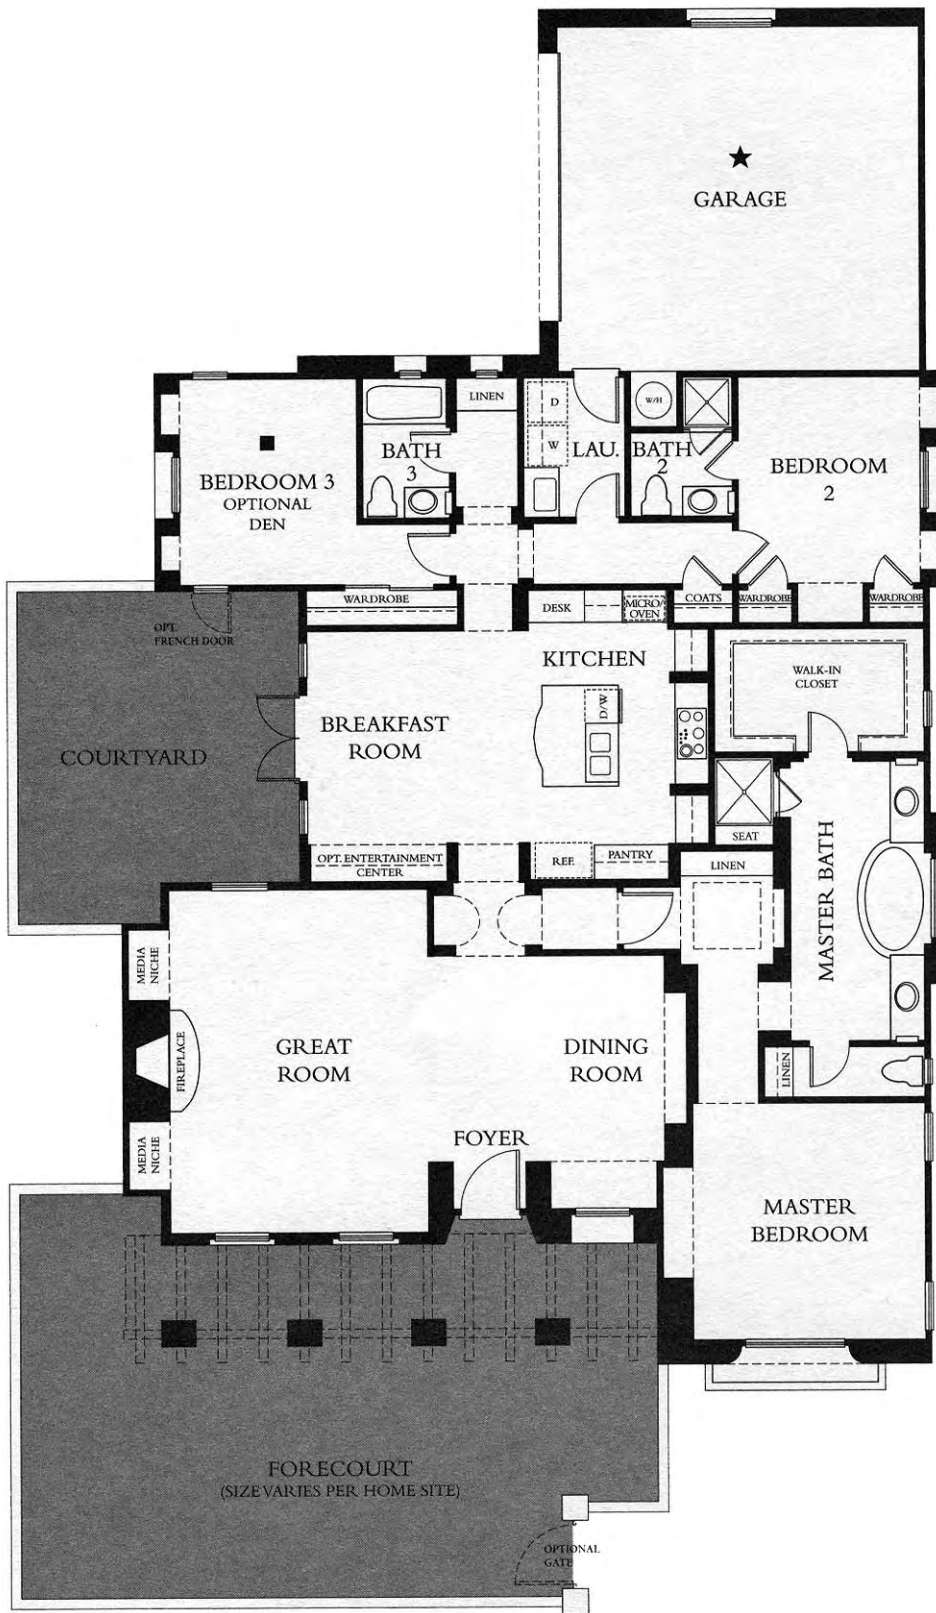 GARAGE
LINEN
D
W
W/H
LAU.
BATH
3
BATH
2
BEDROOM 3
OPTIONAL
DEN
BEDROOM
2
WARDROBE
DESK
MICRO/
OVEN
COATS
WARDROBE
WARDROBE
OPT.
FRENCH DOOR
KITCHEN
D/W
WALK-IN
CLOSET
BREAKFAST
ROOM
COURTYARD
SEAT
MASTER BATH
OPT. ENTERTAINMENT
CENTER
REF.
PANTRY
LINEN
MEDIA
NICHE
FIREPLACE
MEDIA
NICHE
GREAT
ROOM
DINING
ROOM
LINEN
FOYER
MASTER
BEDROOM
FORECOURT
(SIZE VARIES PER HOME SITE)
OPTIONAL
GATE